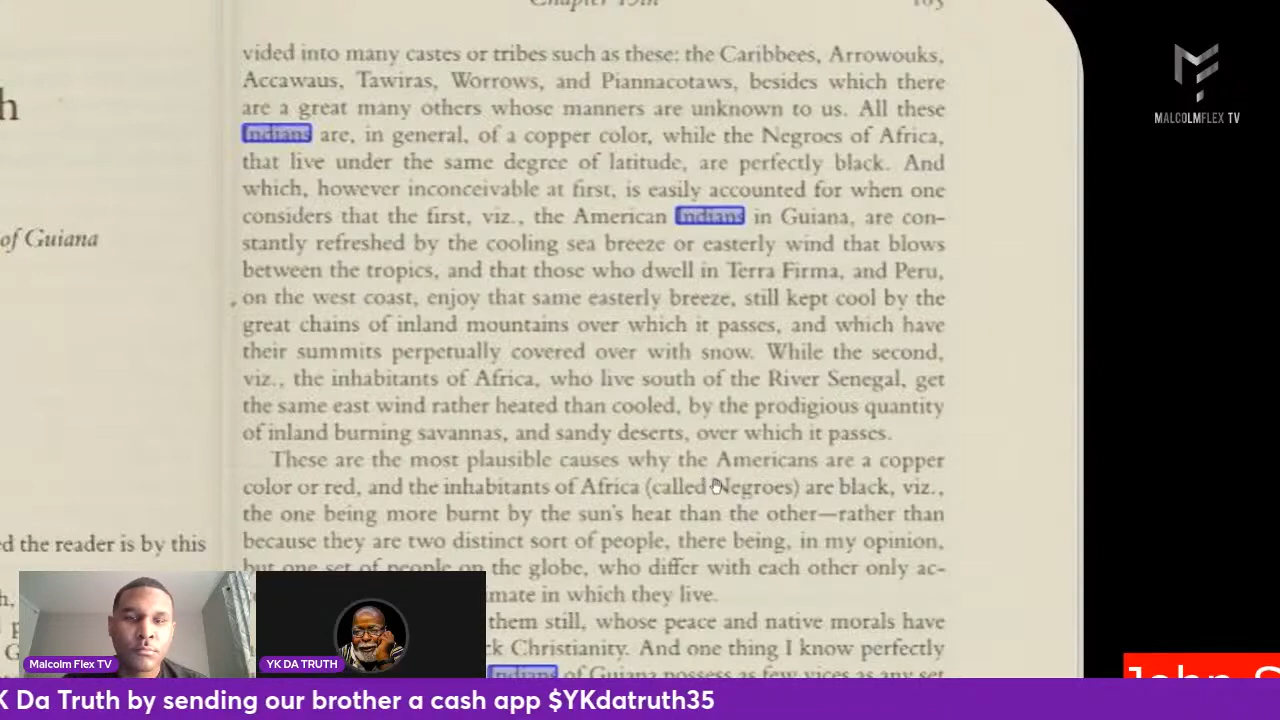 Chapter 15th
165
vided into many castes or tribes such as these: the Caribbees, Arrowouks,
Accawaus, Tawiras, Worrows, and Piannacotaws, besides which there
are a great many others whose manners are unknown to us. All these
Indians are, in general, of a copper color, while the Negroes of Africa,
that live under the same degree of latitude, are perfectly black. And
which, however inconceivable at first, is easily accounted for when one
considers that the first, viz., the American Indians in Guiana, are con-
stantly refreshed by the cooling sea breeze or easterly wind that blows
between the tropics, and that those who dwell in Terra Firma, and Peru,
on the west coast, enjoy that same easterly breeze, still kept cool by the
great chains of inland mountains over which it passes, and which have
their summits perpetually covered over with snow. While the second,
viz., the inhabitants of Africa, who live south of the River Senegal, get
the same east wind rather heated than cooled, by the prodigious quantity
of inland burning savannas, and sandy deserts, over which it passes.
These are the most plausible causes why the Americans are a copper
color or red, and the inhabitants of Africa (called Negroes) are black, viz.,
the one being more burnt by the sun's heat than the other—rather than
because they are two distinct sort of people, there being, in my opinion,
but one set of people on the globe, who differ with each other only ac-
imate in which they live.
them still, whose peace and native morals have
ck Christianity. And one thing I know perfectly
Indians of Guiana possess as few vices as any set
h
of Guiana
ed the reader is by this
h,
G
MALCOLMFLEX TV
Malcolm Flex TV
YK DA TRUTH
John S
K Da Truth by sending our brother a cash app $YKdatruth35